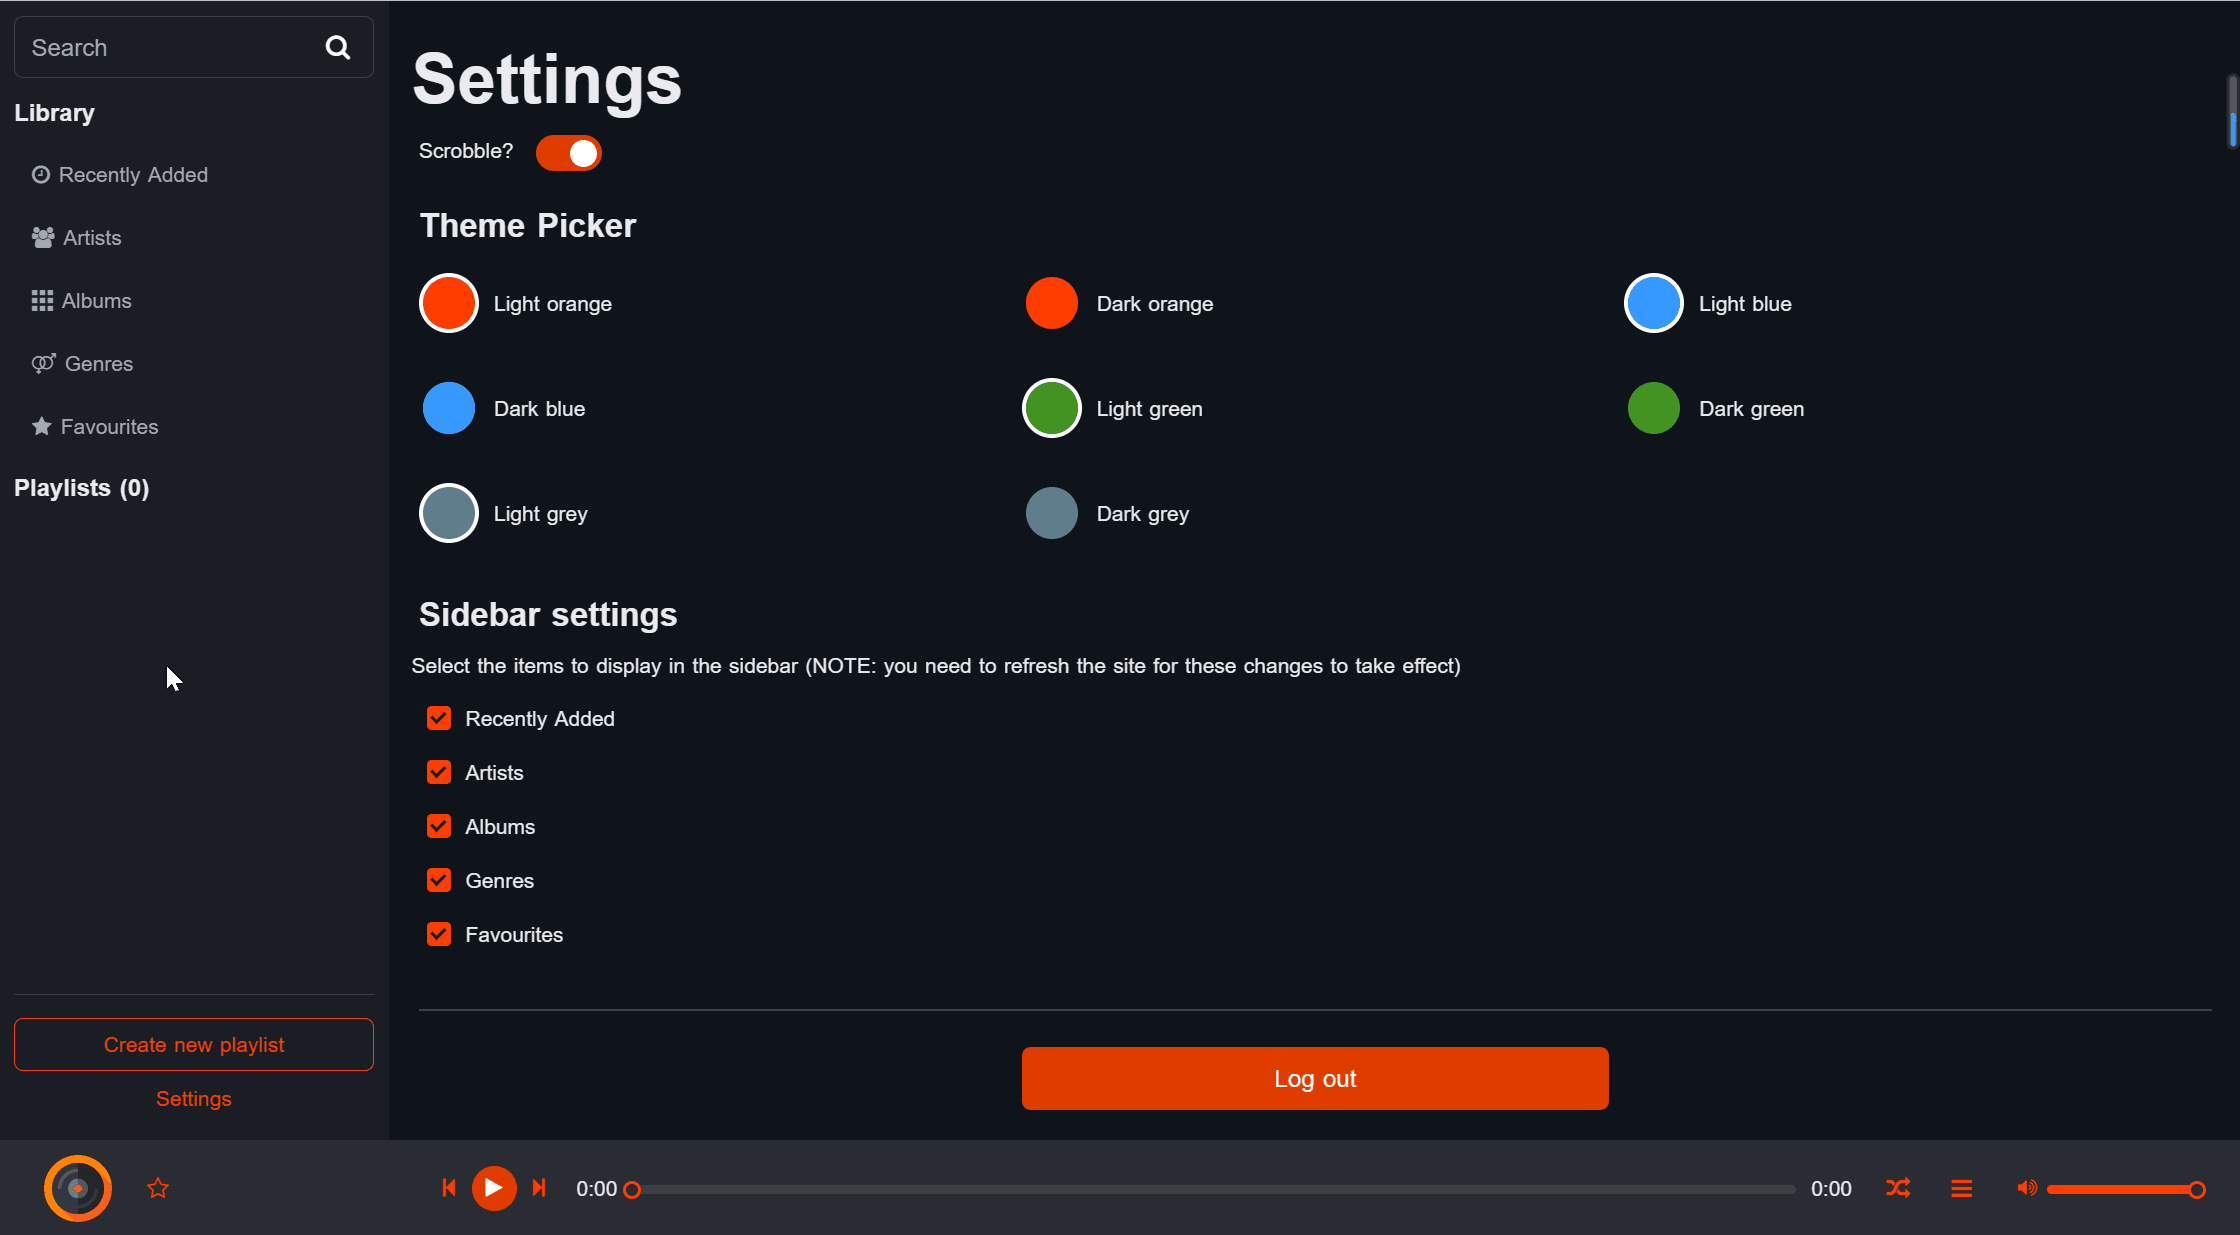 Search
Library
Recently Added
Artists
Albums
Genres
Favourites
Playlists (0)
Create new playlist
Settings
Settings
Scrobble?
Theme Picker
Light orange
Dark orange
Light blue
Dark blue
Light green
Dark green
Light grey
Dark grey
Sidebar settings
Select the items to display in the sidebar (NOTE: you need to refresh the site for these changes to take effect)
Recently Added
Artists
Albums
Genres
Favourites
Log out
0:00
0:00